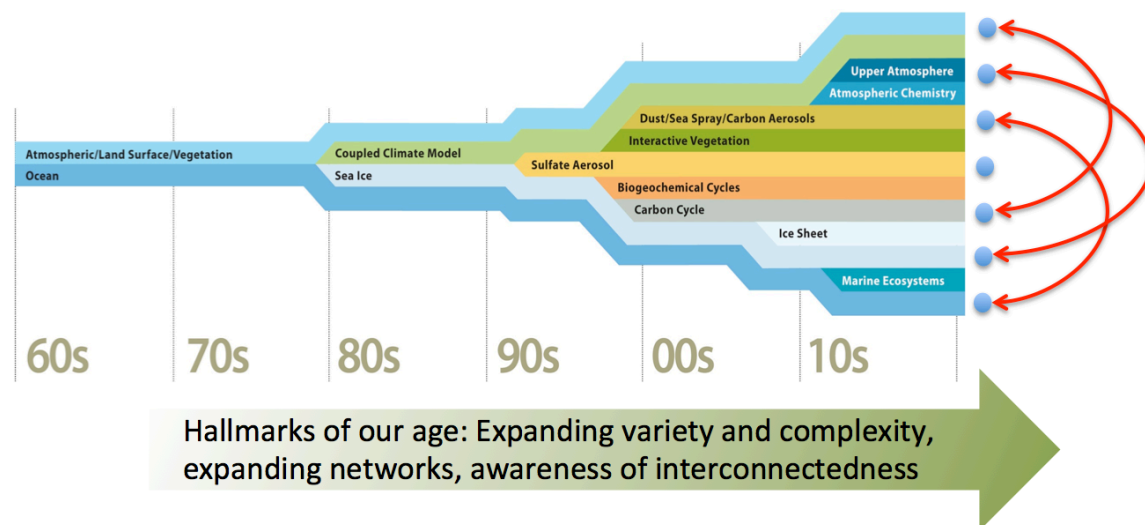 Upper Atmosphere
Atmospheric Chemistry
Dust/Sea Spray/Carbon Aerosols
Interactive Vegetation
Atmospheric/Land Surface/Vegetation
Coupled Climate Model
Sulfate Aerosol
Ocean
Sea Ice
Biogeochemical Cycles
Carbon Cycle
Ice Sheet
Marine Ecosystems
60s
70s
80s
90s
00s
10s
Hallmarks of our age: Expanding variety and complexity,
expanding networks, awareness of interconnectedness